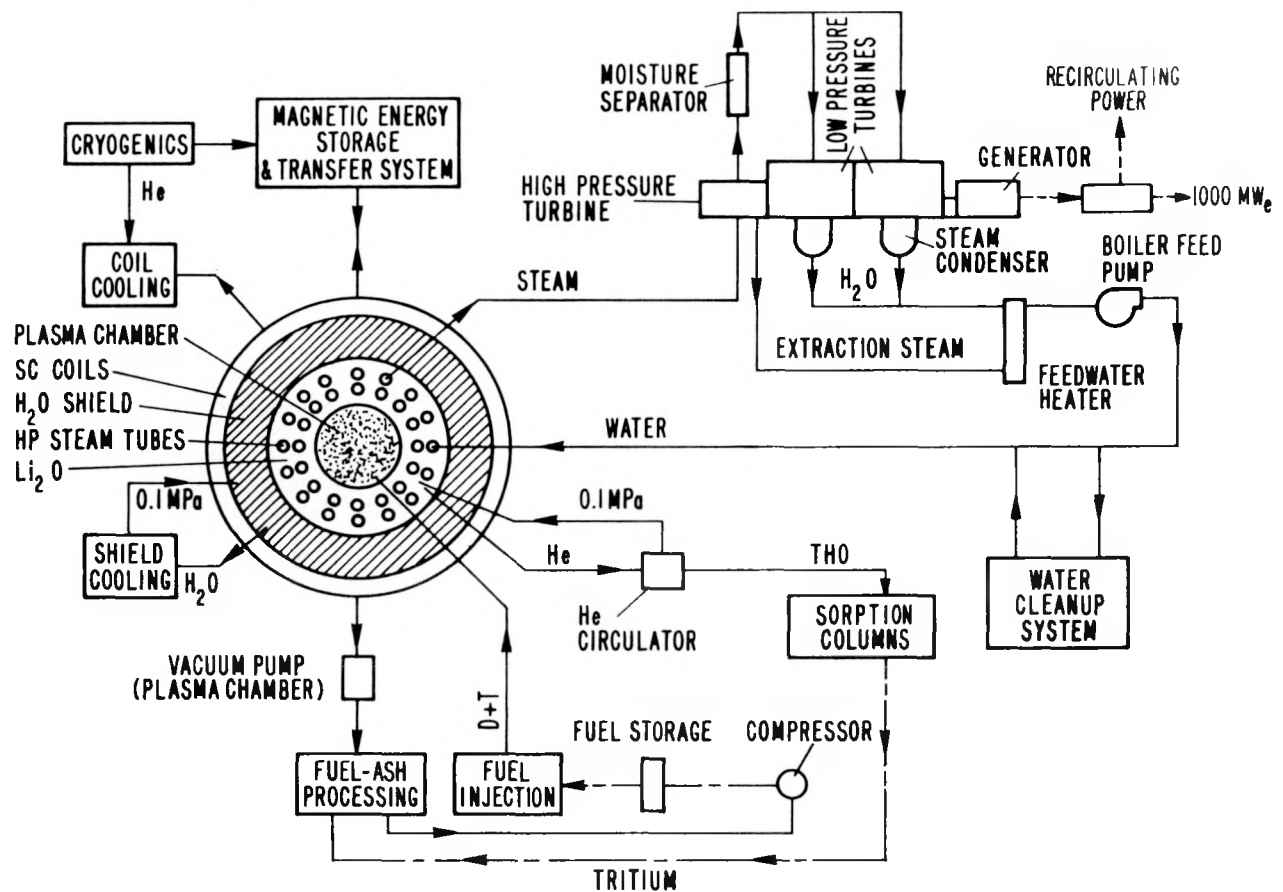 CRYOGENICS
He
COIL
COOLING
MAGNETIC ENERGY
STORAGE
& TRANSFER SYSTEM
MOISTURE
SEPARATOR
LOW PRESSURE
TURBINES
RECIRCULATING
POWER
GENERATOR
HIGH PRESSURE
TURBINE
1000 MWe
STEAM
CONDENSER
H2O
BOILER FEED
PUMP
STEAM
EXTRACTION STEAM
FEEDWATER
HEATER
PLASMA CHAMBER
SC COILS
H2O SHIELD
HP STEAM TUBES
Li2O
0.1MPa
SHIELD
COOLING
H2O
WATER
0.1MPa
He
He
CIRCULATOR
THO
SORPTION
COLUMNS
WATER
CLEANUP
SYSTEM
VACUUM PUMP
(PLASMA CHAMBER)
D+T
FUEL STORAGE
COMPRESSOR
FUEL-ASH
PROCESSING
FUEL
INJECTION
TRITIUM